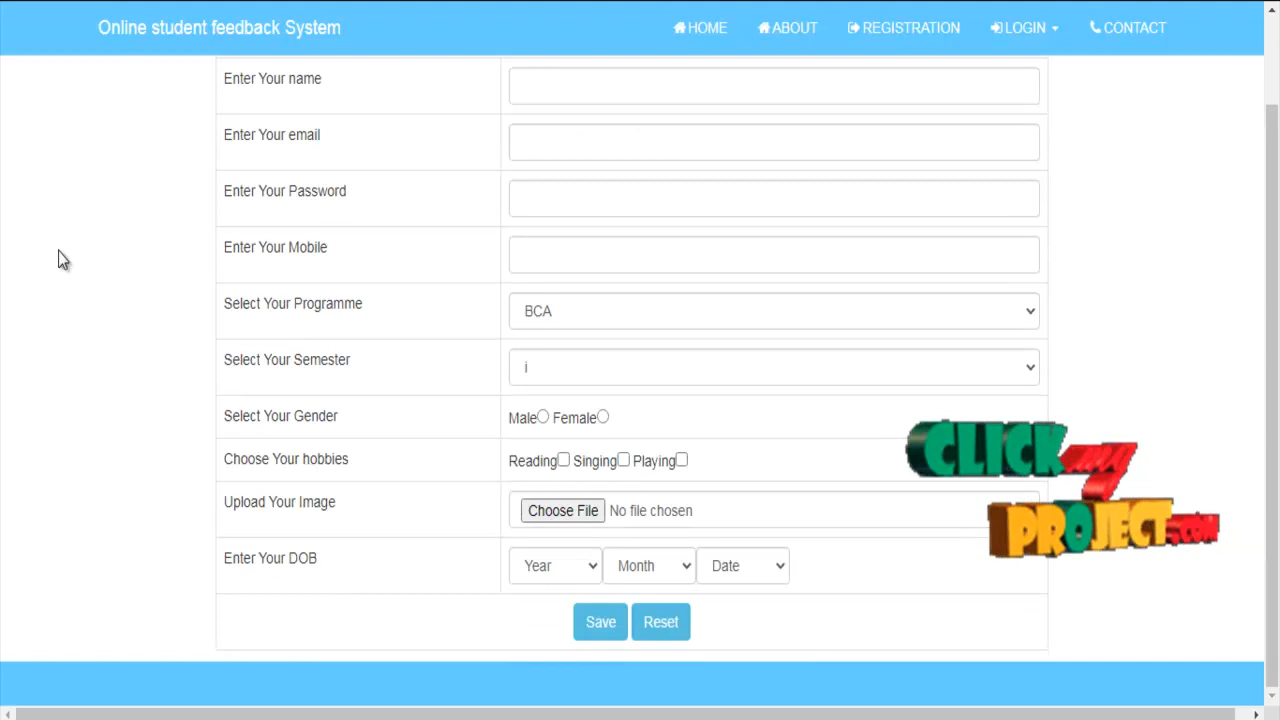 Online student feedback System
HOME ABOUT REGISTRATION LOGIN CONTACT
Enter Your name
Enter Your email
Enter Your Password
Enter Your Mobile
Select Your Programme BCA
Select Your Semester i
Select Your Gender Male Female
Choose Your hobbies Reading Singing Playing
CLICK my
Upload Your Image Choose File No file chosen
PROJECT.COM
Enter Your DOB Year Month Date
Save Reset